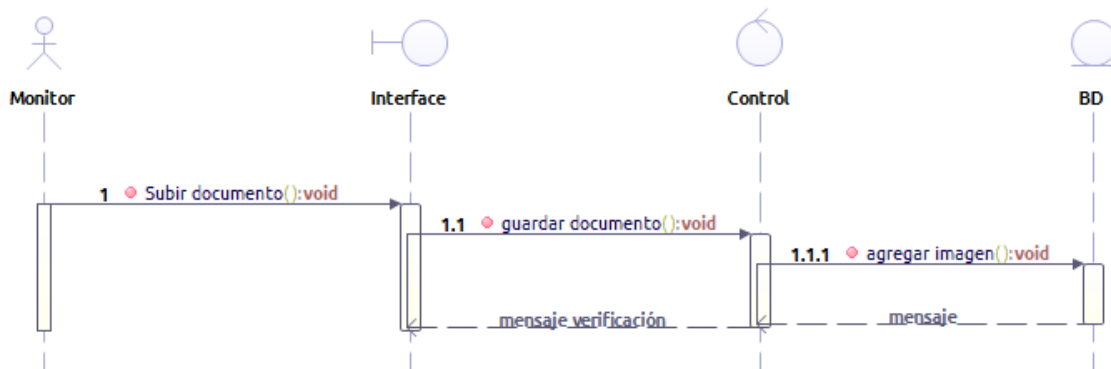 Monitor
Interface
Control
BD
1 Subir documento():void
1.1 guardar documento():void
1.1.1 agregar imagen():void
mensaje verificación
mensaje